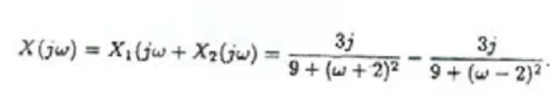 X(jω) = X₁(jω + X₂(jω) = 3j / 9 + (ω + 2)² − 3j / 9 + (ω − 2)².